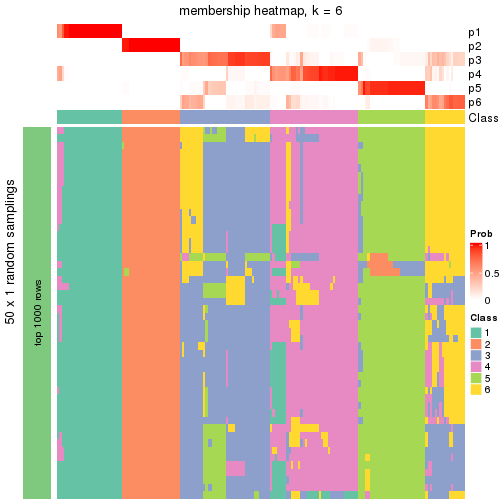 membership heatmap, k = 6
p1
p2
p3
p4
p5
p6
Class
50 x 1 random samplings
top 1000 rows
Prob
1
0.5
0
Class
1
2
3
4
5
6